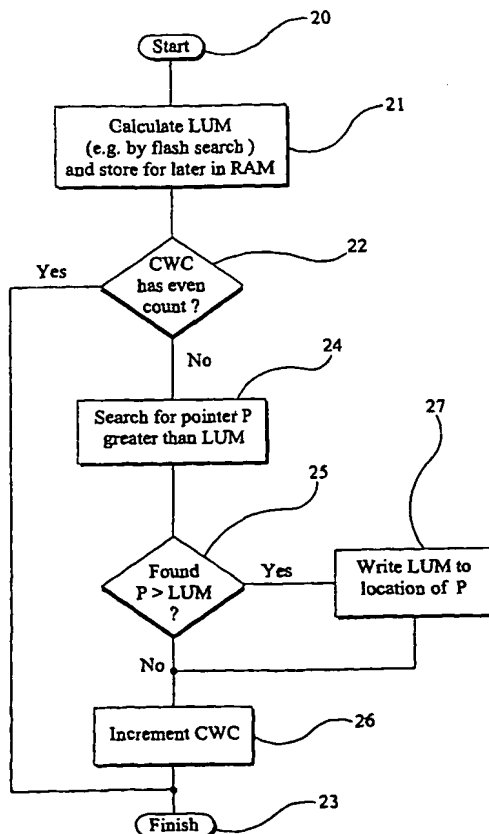 20
Start
21
Calculate LUM
(e.g. by flash search )
and store for later in RAM
22
Yes
CWC
has even
count ?
No
24
Search for pointer P
greater than LUM
27
25
Found
P > LUM
?
Yes
Write LUM to
location of P
No
26
Increment CWC
23
Finish